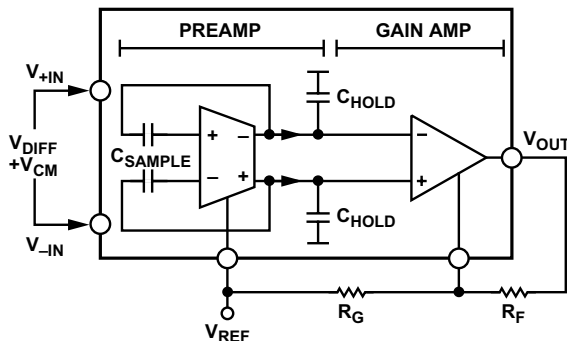 PREAMP
GAIN AMP
V+IN
CHOLD
VOUT
VDIFF
+VCM
+
–
–
CSAMPLE
–
+
+
V–IN
CHOLD
VREF
RG
RF